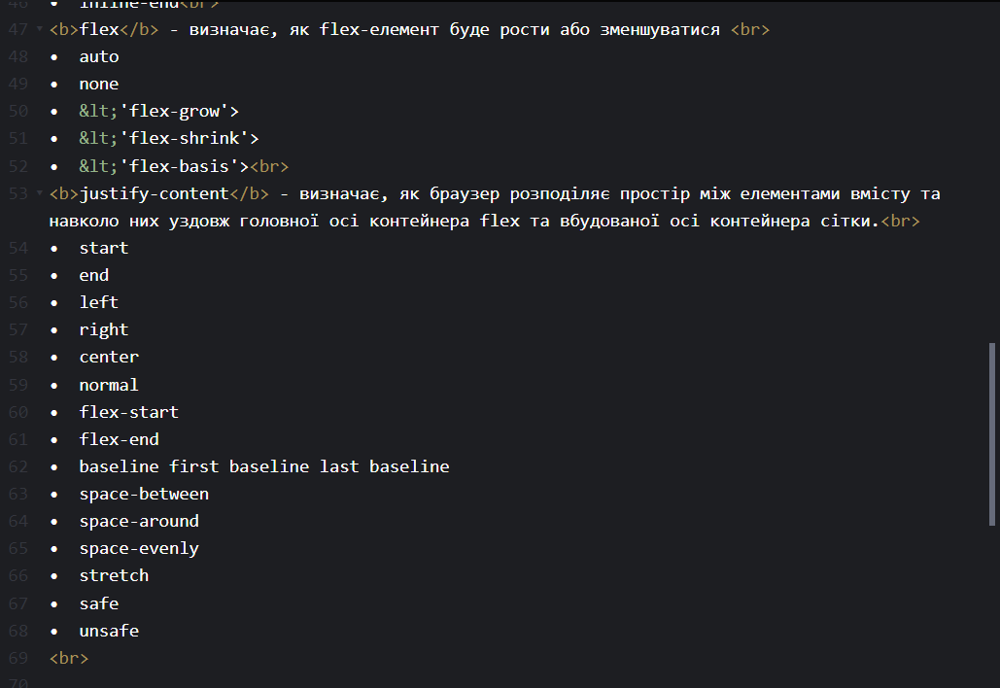 46 • inline-end<br>
47 <b>flex</b> - визначає, як flex-елемент буде рости або зменшуватися <br>
48 • auto
49 • none
50 • &lt;'flex-grow'>
51 • &lt;'flex-shrink'>
52 • &lt;'flex-basis'><br>
53 <b>justify-content</b> - визначає, як браузер розподіляє простір між елементами вмісту та
навколо них уздовж головної осі контейнера flex та вбудованої осі контейнера сітки.<br>
54 • start
55 • end
56 • left
57 • right
58 • center
59 • normal
60 • flex-start
61 • flex-end
62 • baseline first baseline last baseline
63 • space-between
64 • space-around
65 • space-evenly
66 • stretch
67 • safe
68 • unsafe
69 <br>
70